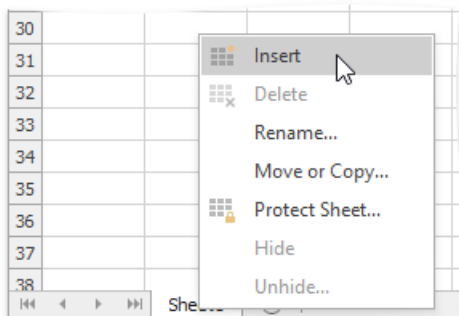 30
31
32
33
34
35
36
37
38
Insert
Delete
Rename...
Move or Copy...
Protect Sheet...
Hide
Unhide...